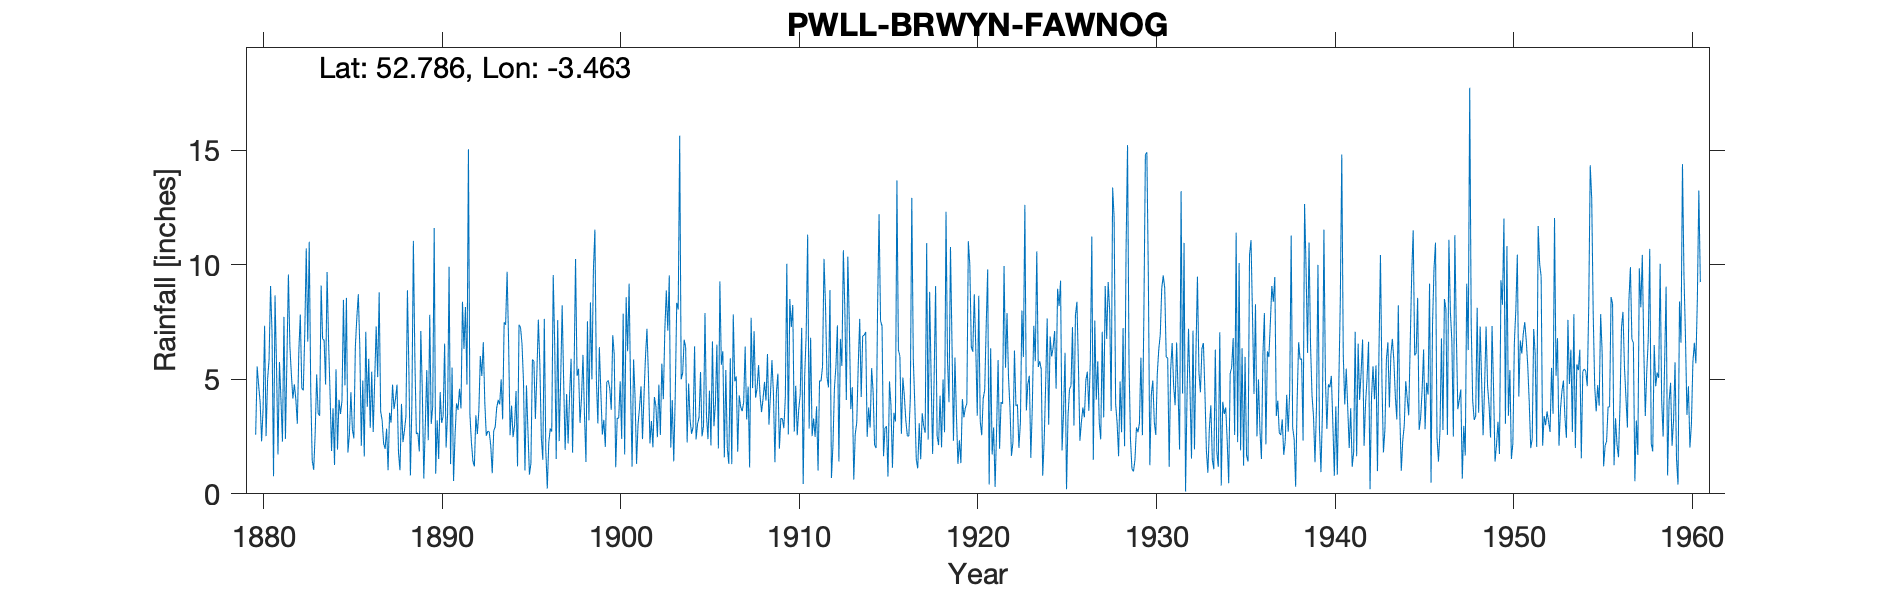 PWLL-BRWYN-FAWNOG
Lat: 52.786, Lon: -3.463
Rainfall [inches]
15
10
5
0
1880 1890 1900 1910 1920 1930 1940 1950 1960
Year